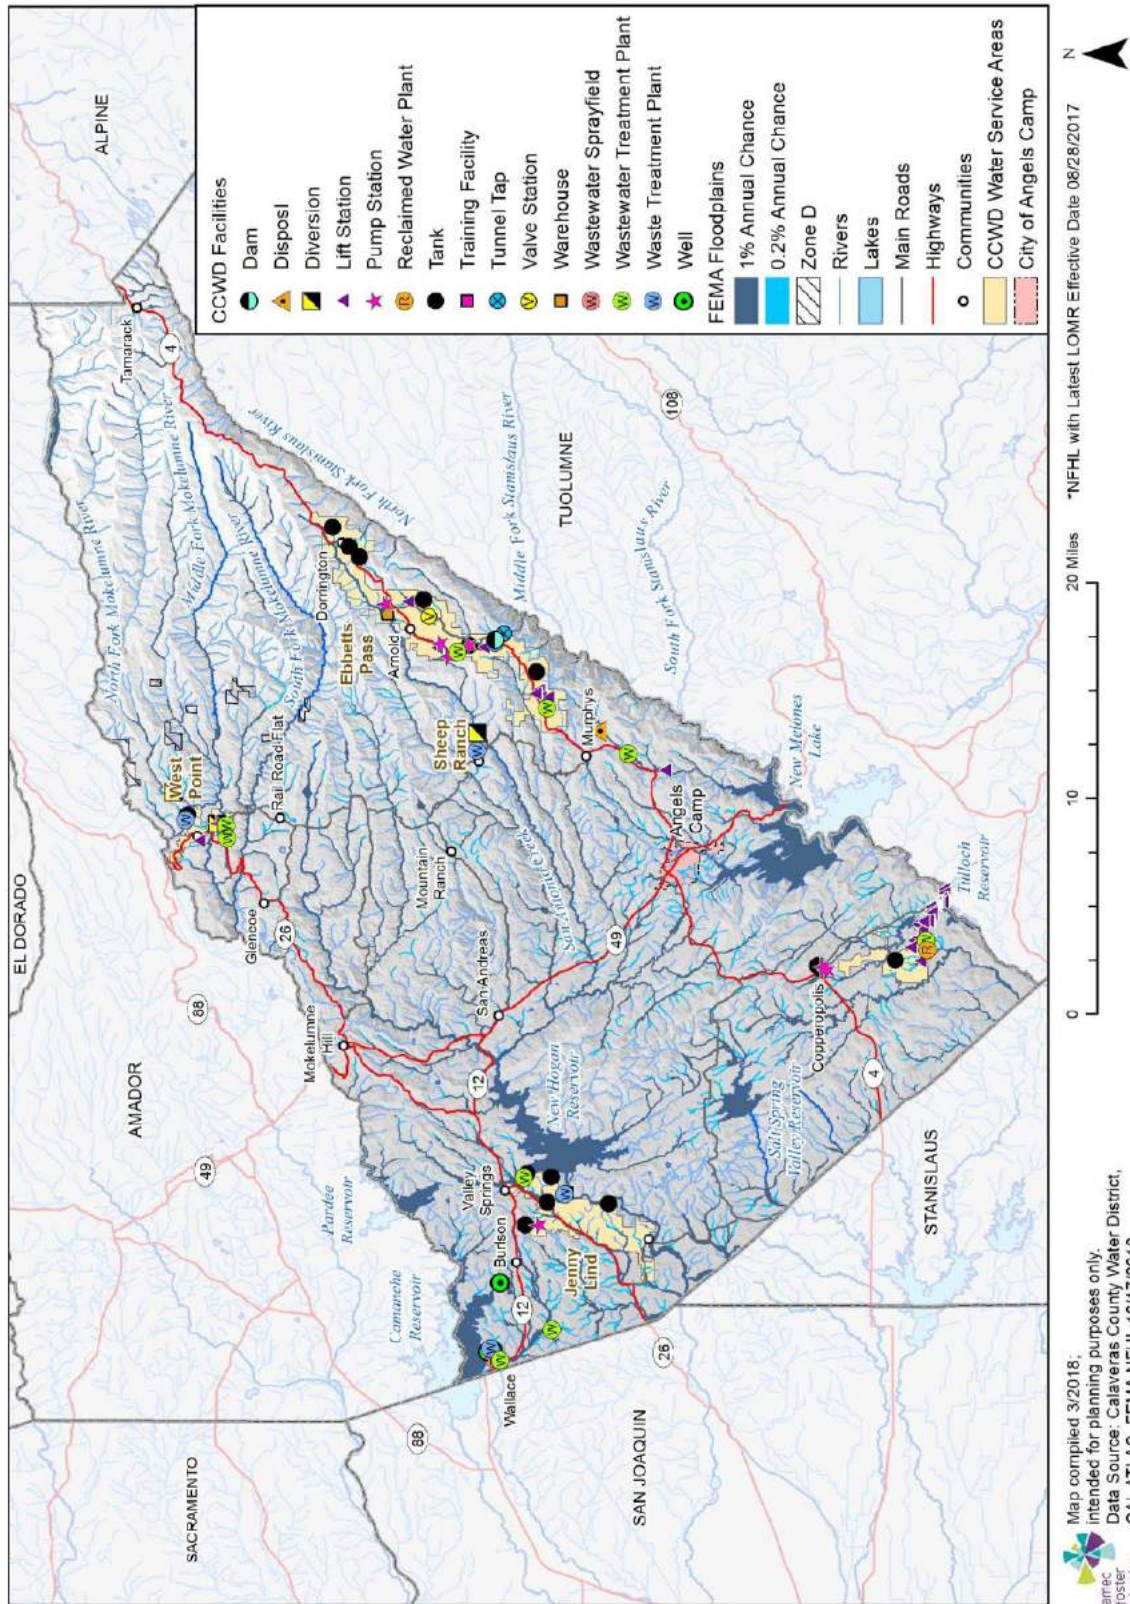 EL DORADO
ALPINE
AMADOR
SACRAMENTO
SAN JOAQUIN
STANISLAUS
TUOLUMNE
88
49
88
26
12
12
26
49
4
4
108
Tamarack
North Fork Mokelumne River
Middle Fork Mokelumne River
South Fork Mokelumne River
North Fork Stanislaus River
Middle Fork Stanislaus River
South Fork Stanislaus River
San Antonio Creek
Dorrington
Ebbetts
Pass
Arnold
West
Point
Rail Road Flat
Glencoe
Sheep
Ranch
Mountain
Ranch
Murphys
Mokelumne
Hill
San Andreas
Angels
Camp
New Melones
Lake
Tulloch
Reservoir
Copperopolis
Salt Spring
Valley Reservoir
New Hogan
Reservoir
Valley
Springs
Burlson
Jenny
Lind
Wallace
Pardee
Reservoir
Camanche
Reservoir
CCWD Facilities
Dam
Disposl
Diversion
Lift Station
Pump Station
R Reclaimed Water Plant
Tank
Training Facility
Tunnel Tap
V Valve Station
Warehouse
W Wastewater Sprayfield
W Wastewater Treatment Plant
W Waste Treatment Plant
Well
FEMA Floodplains
1% Annual Chance
0.2% Annual Chance
Zone D
Rivers
Lakes
Main Roads
Highways
Communities
CCWD Water Service Areas
City of Angels Camp
amec
foster
Map compiled 3/2018;
intended for planning purposes only.
Data Source: Calaveras County Water District,
0 10 20 Miles
*NFHL with Latest LOMR Effective Date 08/28/2017
N